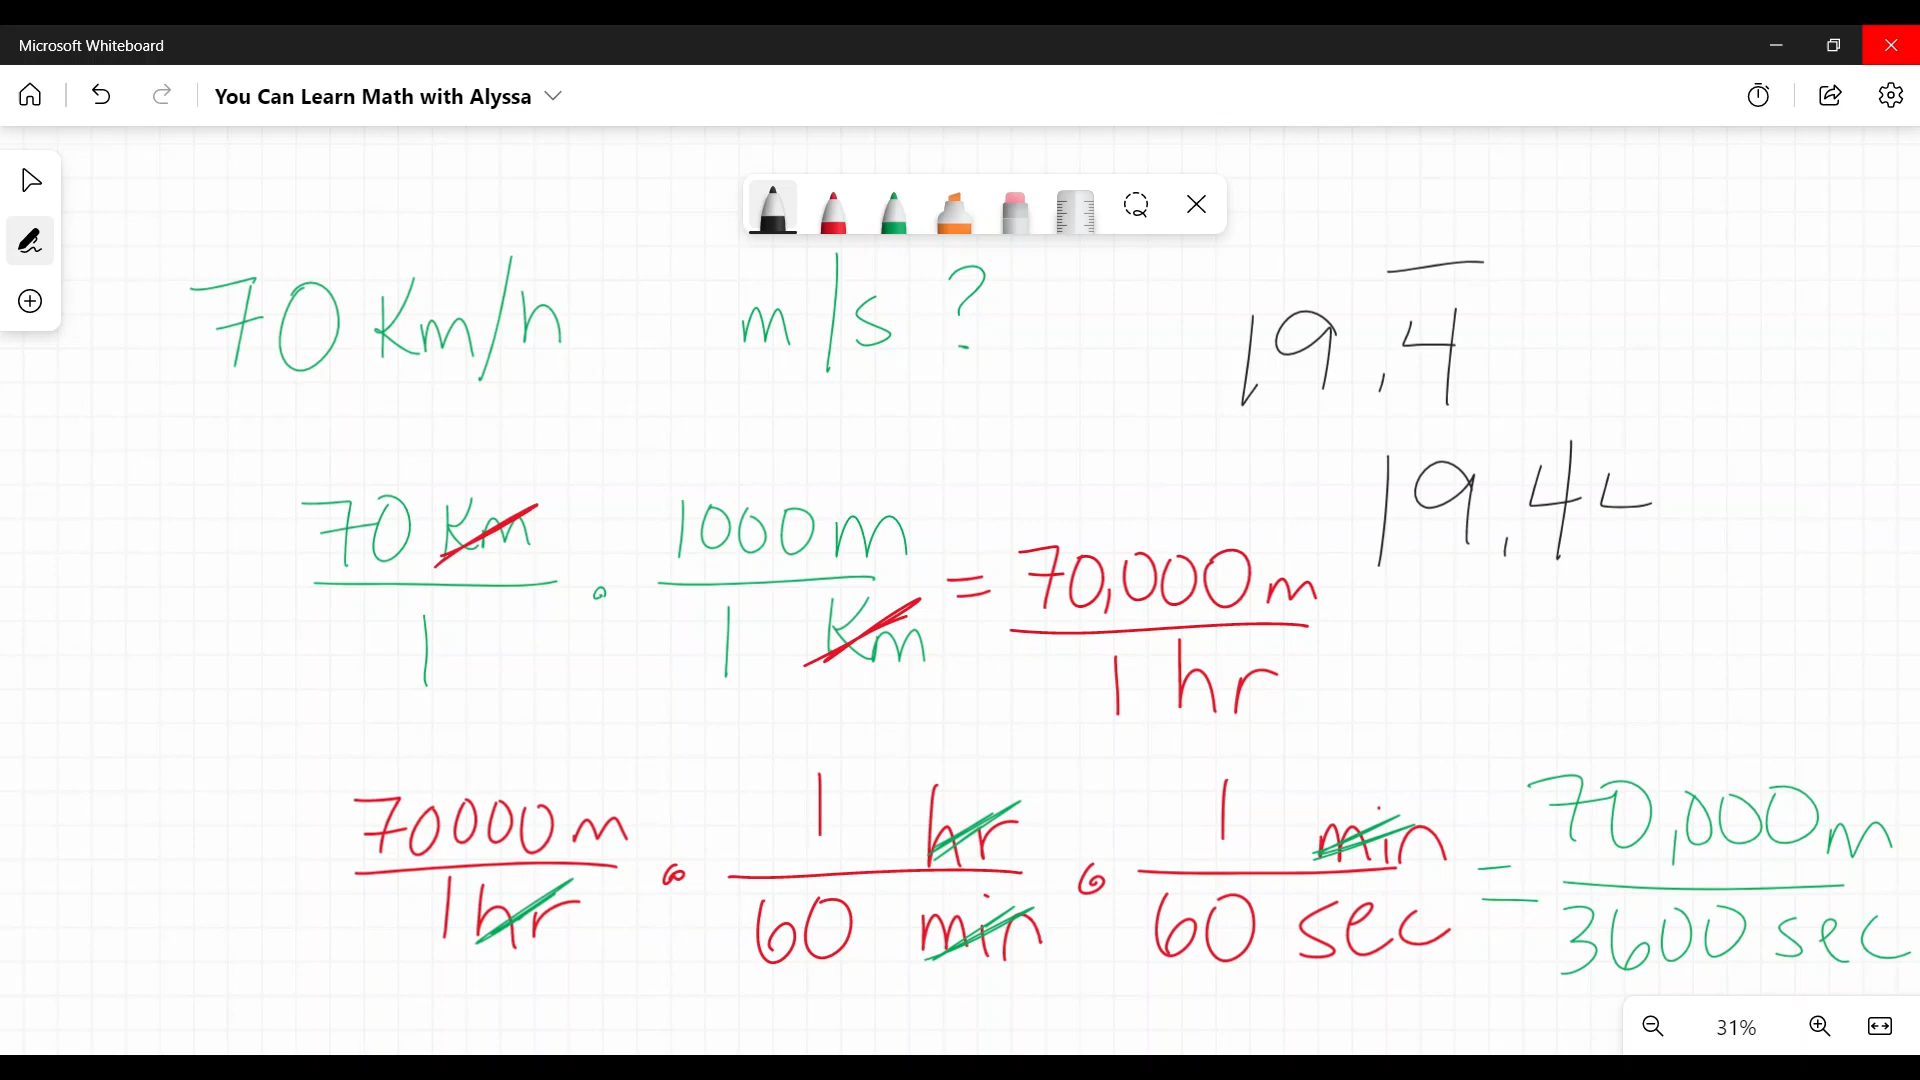 Microsoft Whiteboard
You Can Learn Math with Alyssa
70 Km/h m/s ?
19.4
19.4
70 Km / 1 · 1000 m / 1 Km = 70,000 m / 1 hr
70000 m / 1 hr · 1 hr / 60 min · 1 min / 60 sec = 70,000 m / 3600 sec
31%